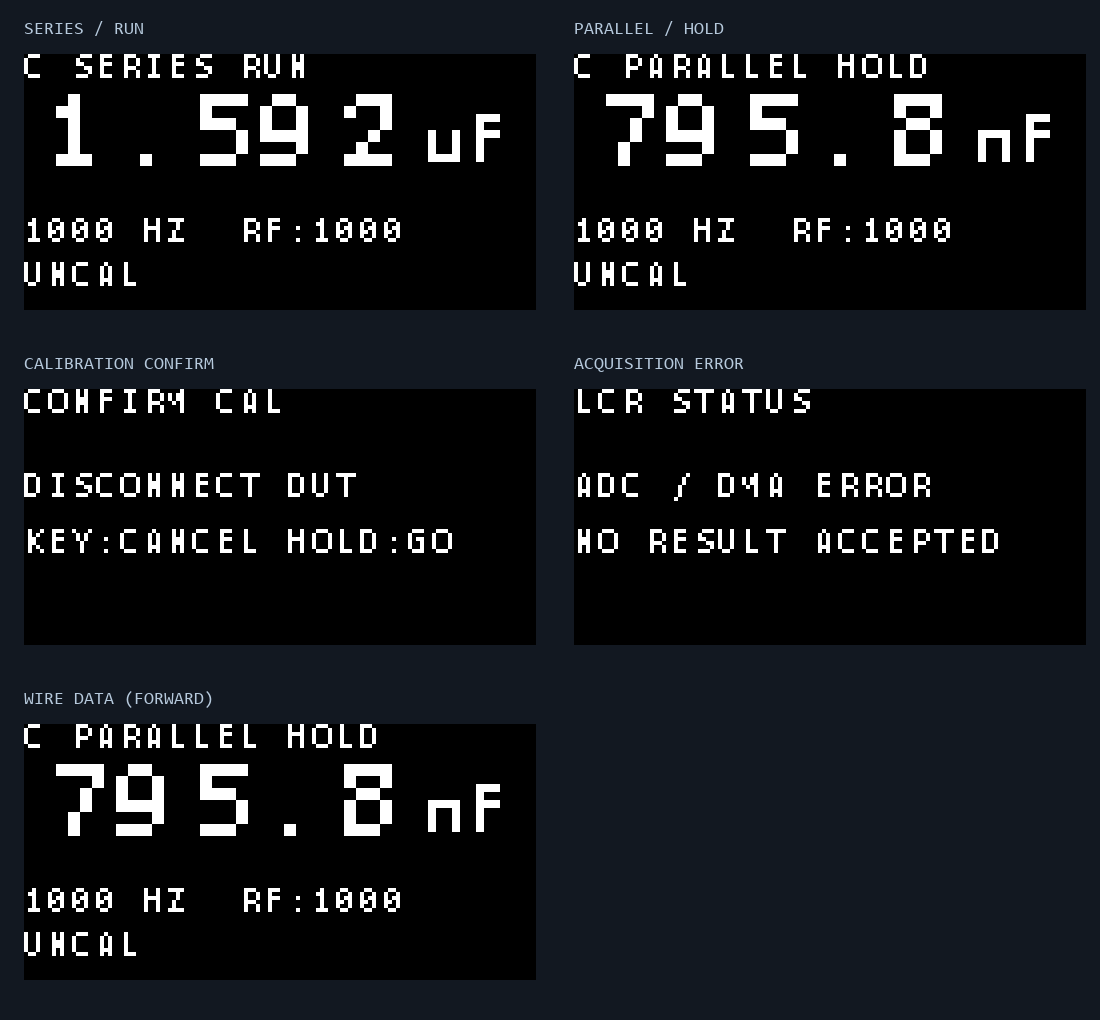 SERIES / RUN
C SERIES RUN
1.592 uF
1000 HZ RF:1000
UNCAL
PARALLEL / HOLD
C PARALLEL HOLD
795.8 nF
1000 HZ RF:1000
UNCAL
CALIBRATION CONFIRM
CONFIRM CAL
DISCONNECT DUT
KEY:CANCEL HOLD:GO
ACQUISITION ERROR
LCR STATUS
ADC / DMA ERROR
NO RESULT ACCEPTED
WIRE DATA (FORWARD)
C PARALLEL HOLD
795.8 nF
1000 HZ RF:1000
UNCAL